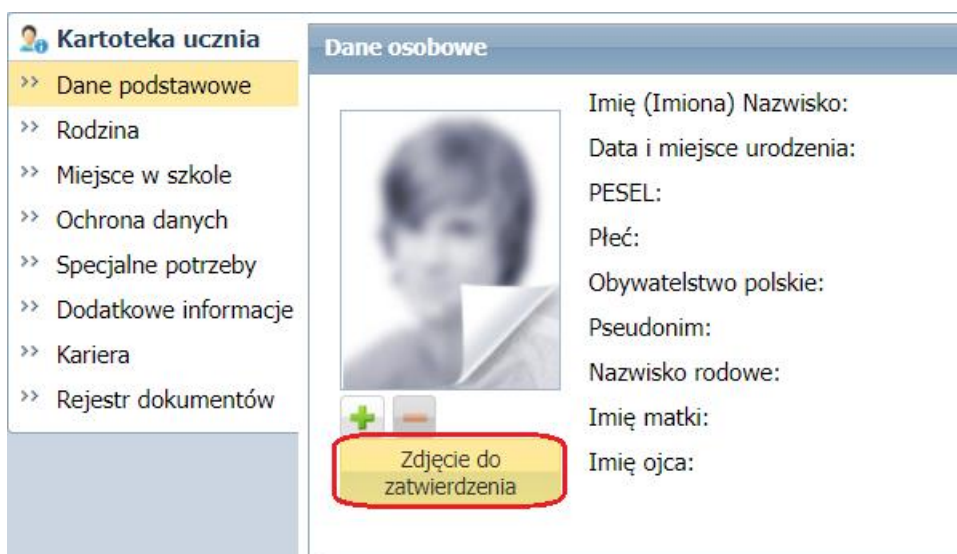 Kartoteka ucznia
>> Dane podstawowe
>> Rodzina
>> Miejsce w szkole
>> Ochrona danych
>> Specjalne potrzeby
>> Dodatkowe informacje
>> Kariera
>> Rejestr dokumentów
Dane osobowe
Imię (Imiona) Nazwisko:
Data i miejsce urodzenia:
PESEL:
Płeć:
Obywatelstwo polskie:
Pseudonim:
Nazwisko rodowe:
Imię matki:
Imię ojca:
Zdjęcie do
zatwierdzenia